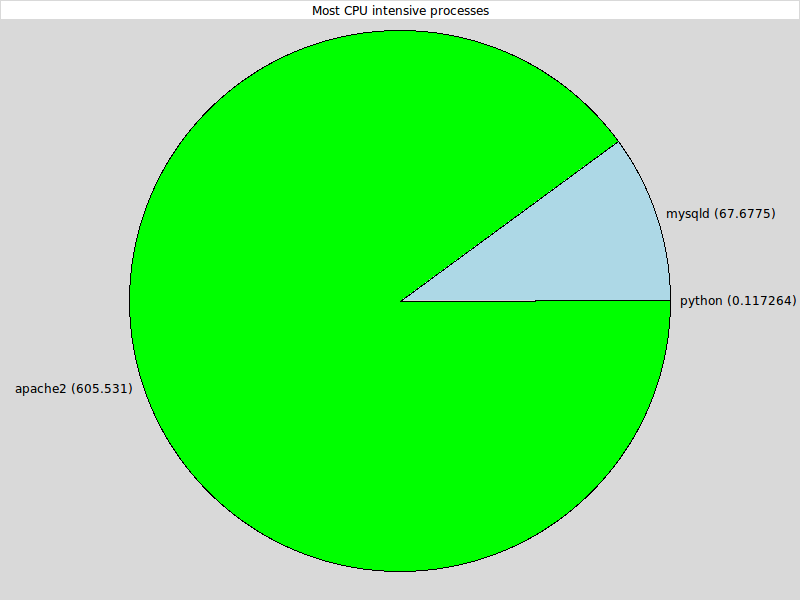 Most CPU intensive processes
mysqld (67.6775)
python (0.117264)
apache2 (605.531)